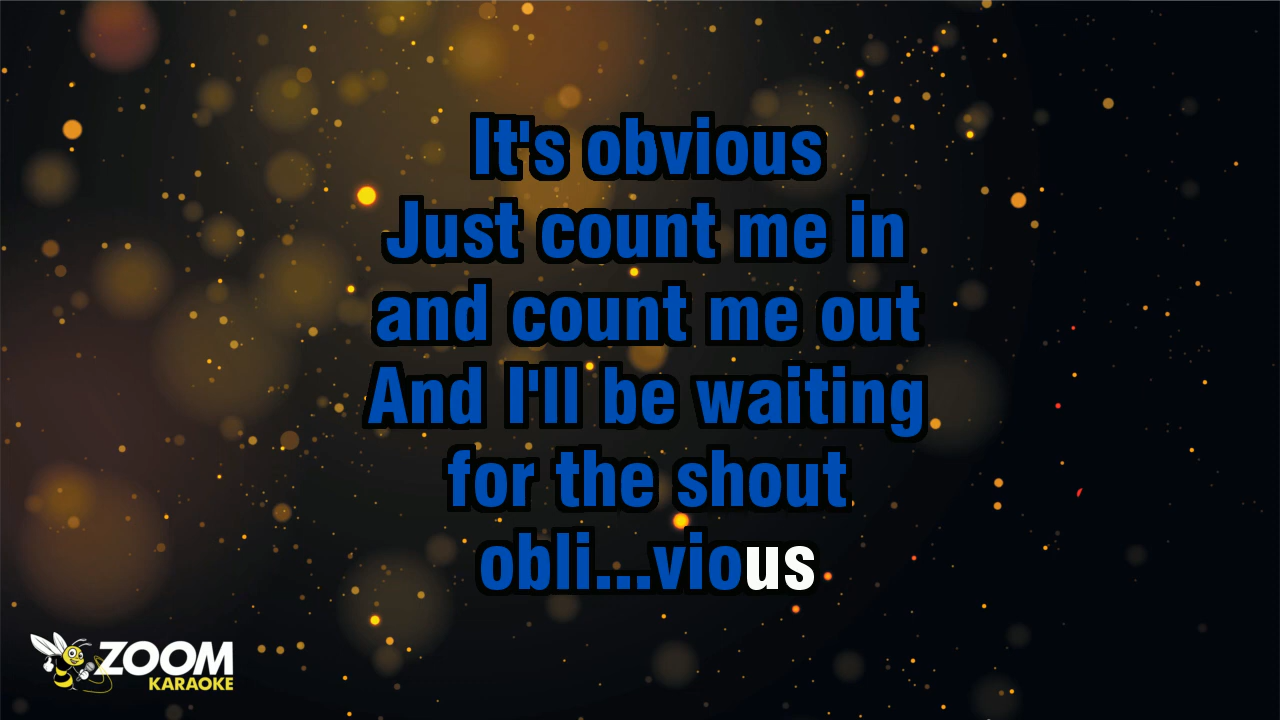 It's obvious
Just count me in
and count me out
And I'll be waiting
for the shout
obli...vious
ZOOM
KARAOKE